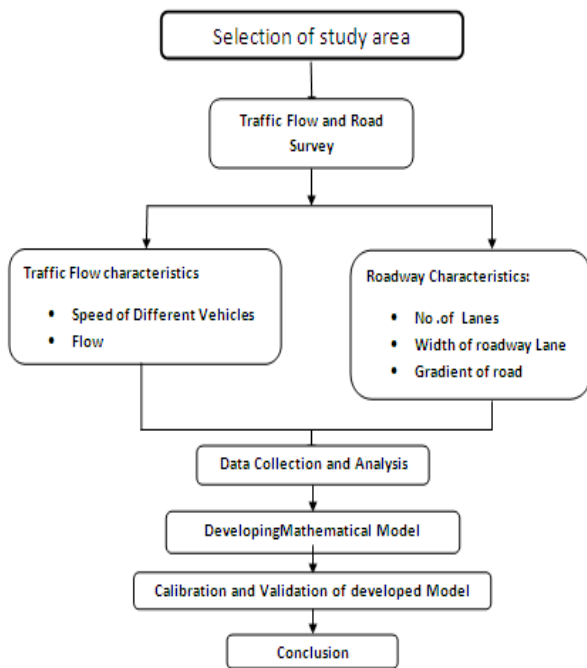 Selection of study area
Traffic Flow and Road
Survey
Traffic Flow characteristics
• Speed of Different Vehicles
• Flow
Roadway Characteristics:
• No .of Lanes
• Width of roadway Lane
• Gradient of road
Data Collection and Analysis
DevelopingMathematical Model
Calibration and Validation of developed Model
Conclusion